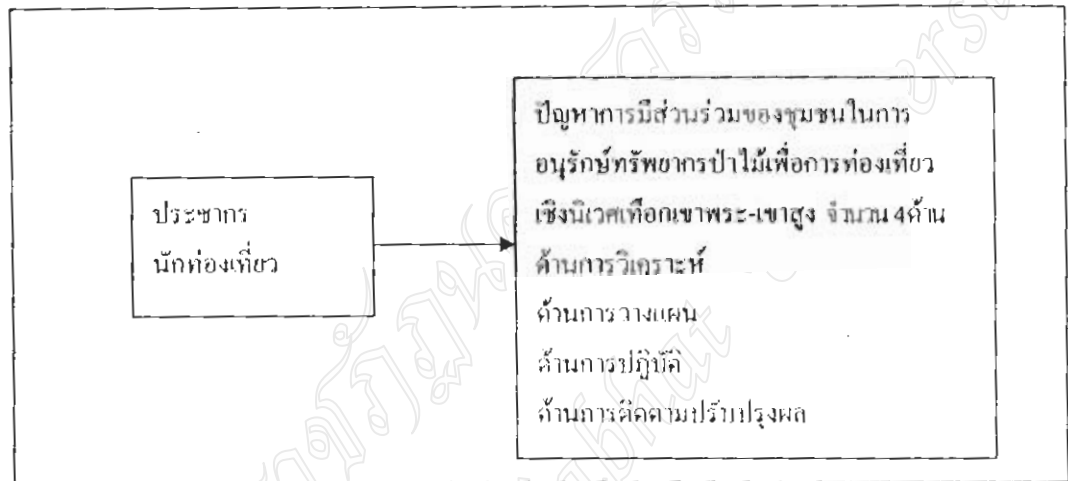 ประชากร
นักท่องเที่ยว
ปัญหาการมีส่วนร่วมของชุมชนในการ
อนุรักษ์ทรัพยากรป่าไม้เพื่อการท่องเที่ยว
เชิงนิเวศเทือกเขาพระ-เขาสูง จำนวน 4ด้าน
ด้านการวิเคราะห์
ด้านการวางแผน
ด้านการปฏิบัติ
ด้านการติดตามปรับปรุงผล